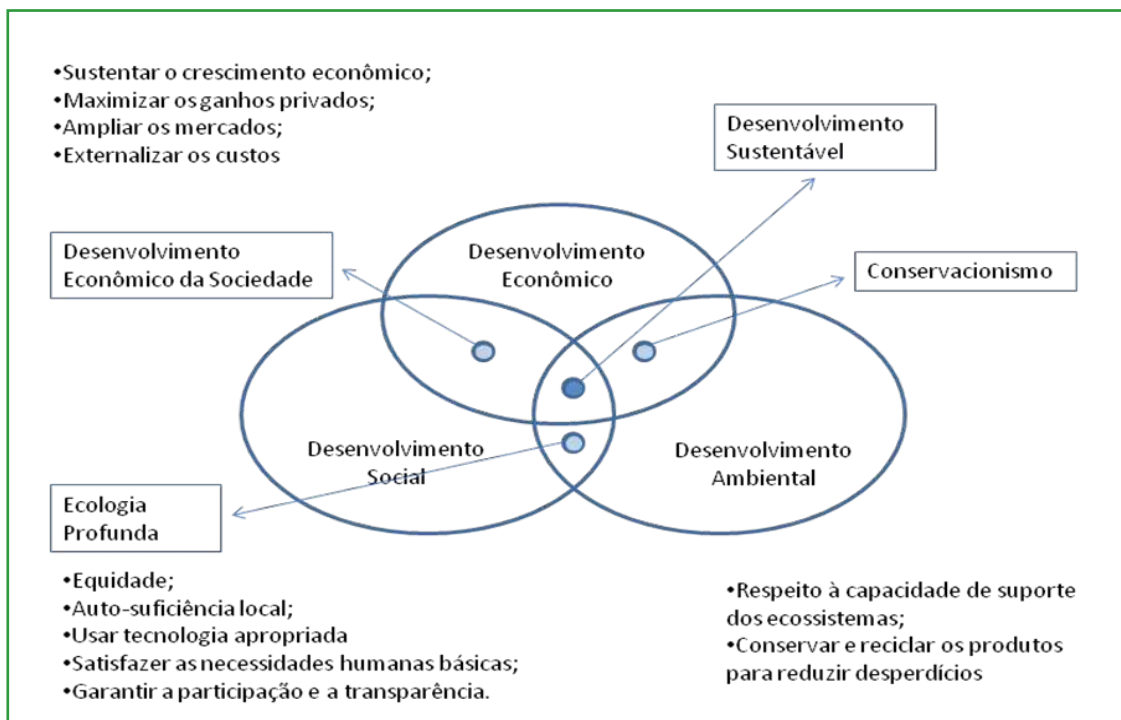 •Sustentar o crescimento econômico;
•Maximizar os ganhos privados;
•Ampliar os mercados;
•Externalizar os custos
Desenvolvimento
Sustentável
Desenvolvimento
Econômico da Sociedade
Desenvolvimento
Econômico
Conservacionismo
Desenvolvimento
Social
Desenvolvimento
Ambiental
Ecologia
Profunda
•Equidade;
•Auto-suficiência local;
•Usar tecnologia apropriada
•Satisfazer as necessidades humanas básicas;
•Garantir a participação e a transparência.
•Respeito à capacidade de suporte
dos ecossistemas;
•Conservar e reciclar os produtos
para reduzir desperdícios